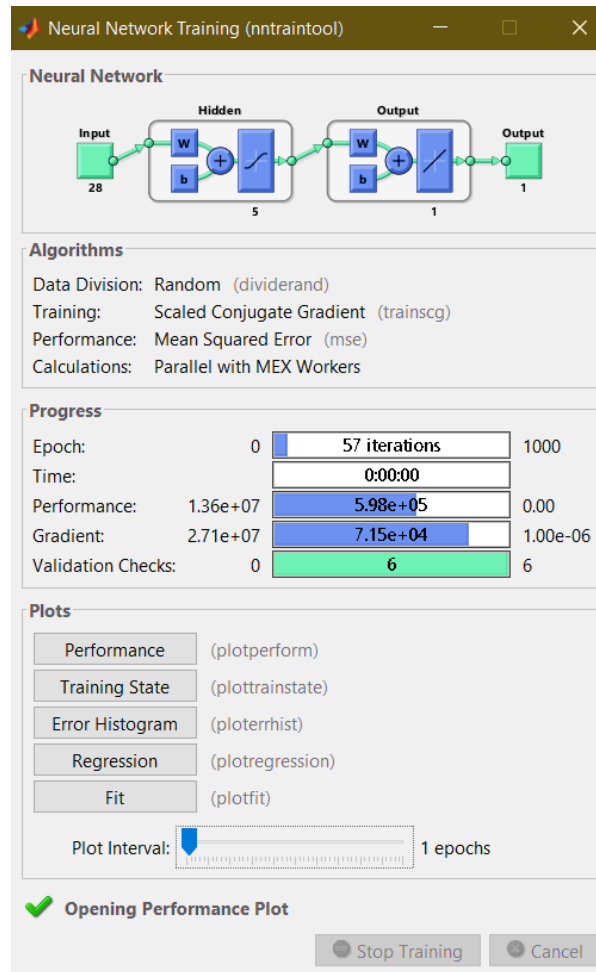 Neural Network Training (nntraintool)
Neural Network
Hidden Output
Input W b + W b + Output
28 5 1 1
Algorithms
Data Division: Random (dividerand)
Training: Scaled Conjugate Gradient (trainscg)
Performance: Mean Squared Error (mse)
Calculations: Parallel with MEX Workers
Progress
Epoch: 0 57 iterations 1000
Time: 0:00:00
Performance: 1.36e+07 5.98e+05 0.00
Gradient: 2.71e+07 7.15e+04 1.00e-06
Validation Checks: 0 6 6
Plots
Performance (plotperform)
Training State (plottrainstate)
Error Histogram (ploterrhist)
Regression (plotregression)
Fit (plotfit)
Plot Interval: 1 epochs
Opening Performance Plot
Stop Training Cancel